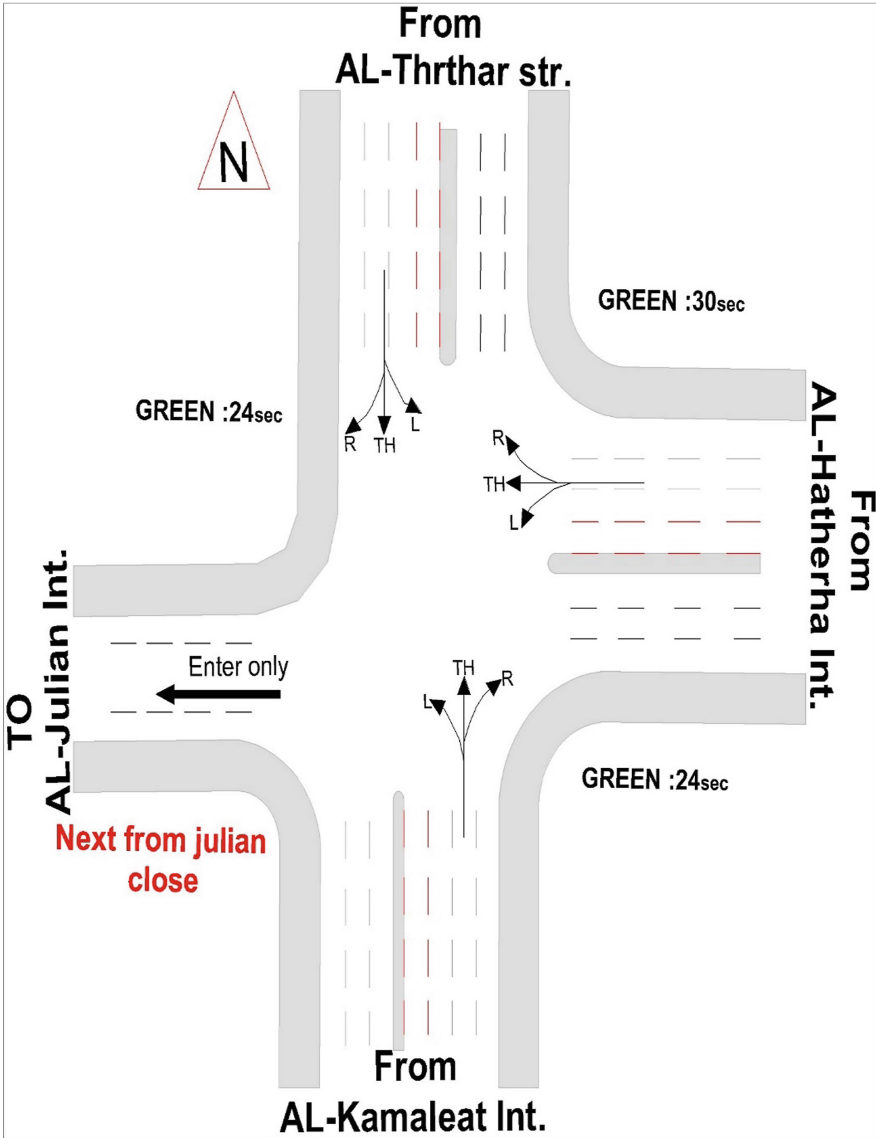 From
AL-Thrthar str.
N
GREEN :30sec
GREEN :24sec
R
TH
L
R
TH
L
AL-Hatherha Int.
From
TO
AL-Julian Int.
Enter only
TH
R
L
GREEN :24sec
Next from julian
close
From
AL-Kamaleat Int.